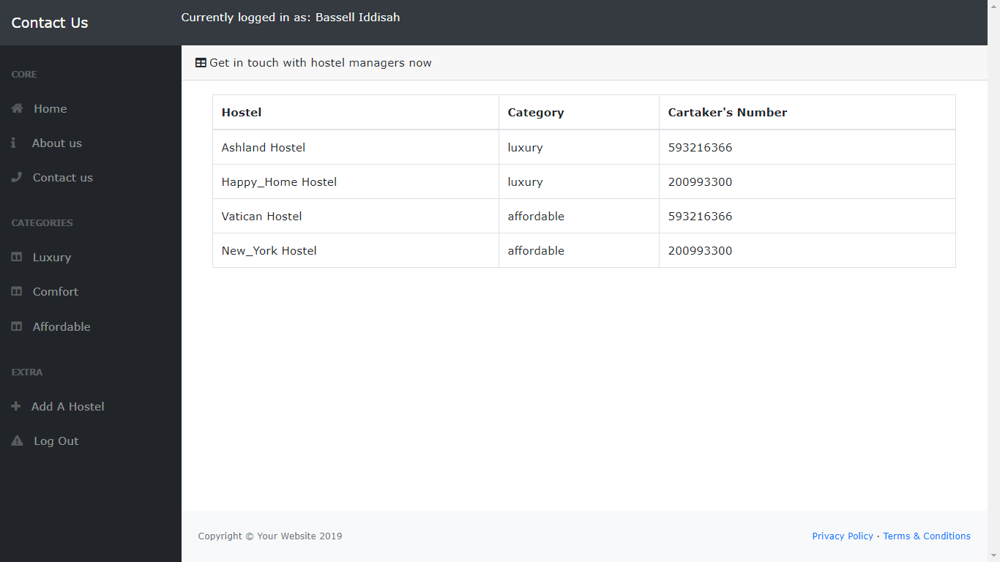 Contact Us
Currently logged in as: Bassell Iddisah
CORE
Home
About us
Contact us
CATEGORIES
Luxury
Comfort
Affordable
EXTRA
Add A Hostel
Log Out
Get in touch with hostel managers now
Hostel Category Cartaker's Number
Ashland Hostel luxury 593216366
Happy_Home Hostel luxury 200993300
Vatican Hostel affordable 593216366
New_York Hostel affordable 200993300
Copyright © Your Website 2019 Privacy Policy · Terms & Conditions